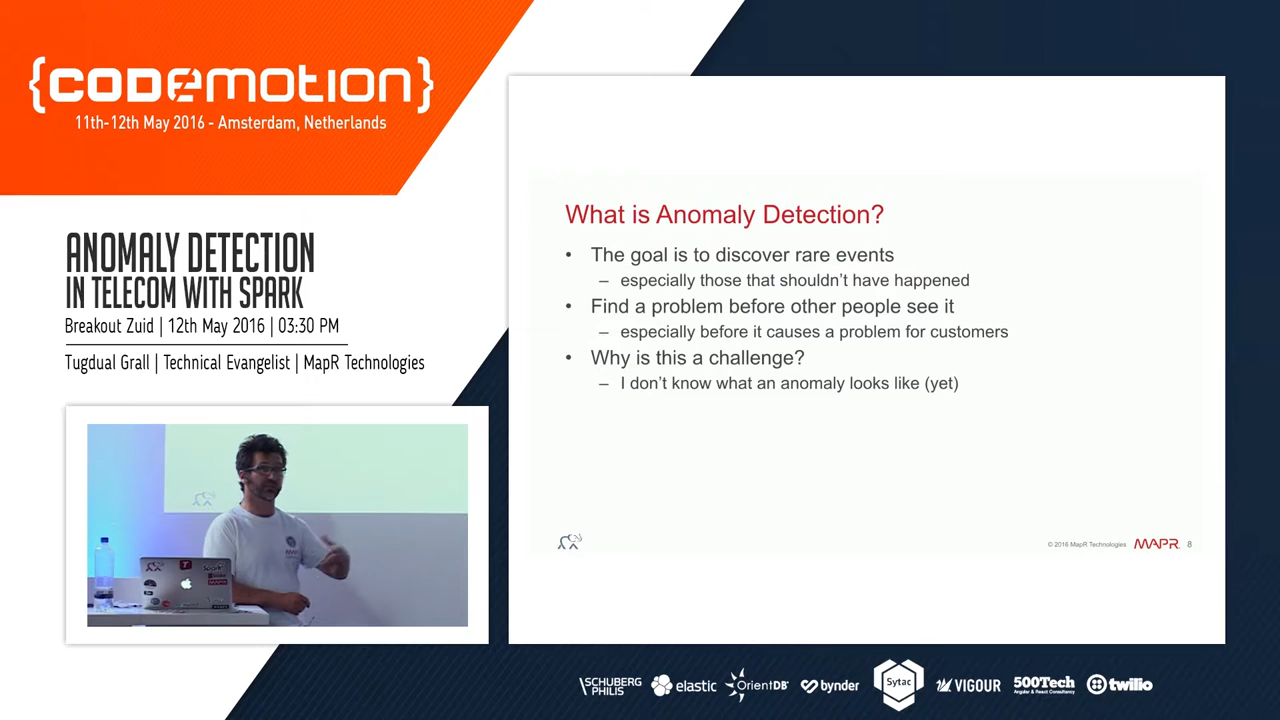 {CODEMOTION}
11th-12th May 2016 - Amsterdam, Netherlands
ANOMALY DETECTION
IN TELECOM WITH SPARK
Breakout Zuid | 12th May 2016 | 03:30 PM
Tugdual Grall | Technical Evangelist | MapR Technologies
What is Anomaly Detection?
• The goal is to discover rare events
– especially those that shouldn’t have happened
• Find a problem before other people see it
– especially before it causes a problem for customers
• Why is this a challenge?
– I don’t know what an anomaly looks like (yet)
© 2016 MapR Technologies MAPR 8
Spark
SCHUBERG PHILIS
elastic
OrientDB
bynder
Sytac
VIGOUR
500Tech
Angular & React Consultancy
twilio